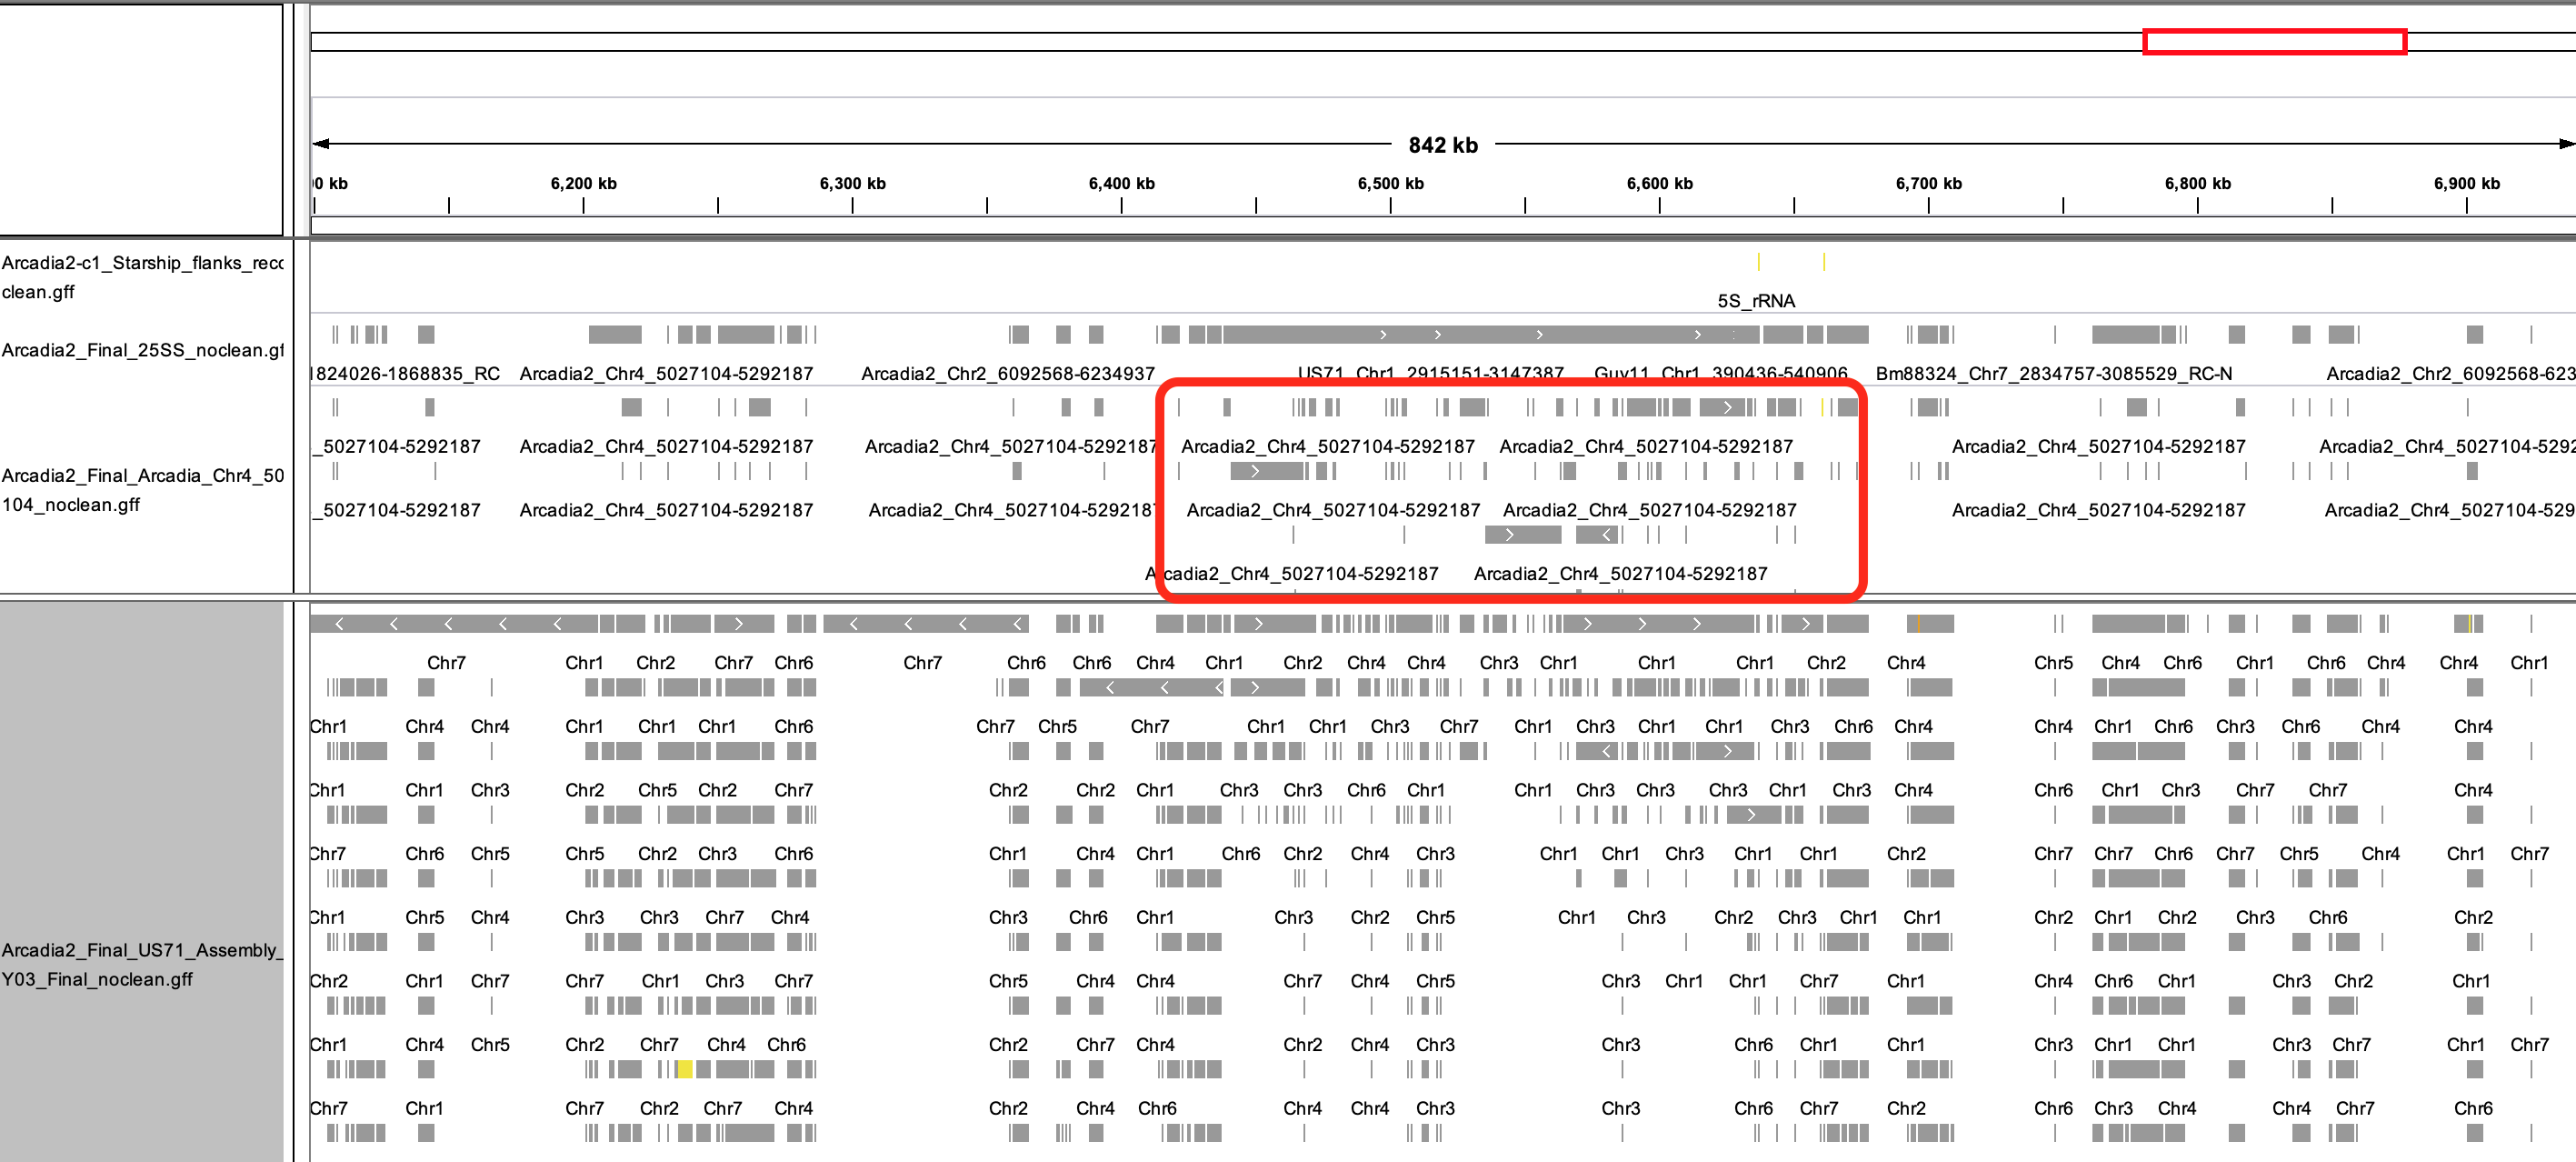 842 kb
00 kb 6,200 kb 6,300 kb 6,400 kb 6,500 kb 6,600 kb 6,700 kb 6,800 kb 6,900 kb
Arcadia2-c1_Starship_flanks_recc
clean.gff
5S_rRNA
Arcadia2_Final_25SS_noclean.gf
1824026-1868835_RC Arcadia2_Chr4_5027104-5292187 Arcadia2_Chr2_6092568-6234937 US71_Chr1_2915151-3147387 Guy11_Chr1_390436-540906 Bm88324_Chr7_2834757-3085529_RC-N Arcadia2_Chr2_6092568-623
_5027104-5292187 Arcadia2_Chr4_5027104-5292187 Arcadia2_Chr4_5027104-5292187 Arcadia2_Chr4_5027104-5292187 Arcadia2_Chr4_5027104-5292187 Arcadia2_Chr4_5027104-5292187 Arcadia2_Chr4_5027104-5292
Arcadia2_Final_Arcadia_Chr4_50
104_noclean.gff
_5027104-5292187 Arcadia2_Chr4_5027104-5292187 Arcadia2_Chr4_5027104-5292187 Arcadia2_Chr4_5027104-5292187 Arcadia2_Chr4_5027104-5292187 Arcadia2_Chr4_5027104-5292187 Arcadia2_Chr4_5027104-529
Arcadia2_Chr4_5027104-5292187 Arcadia2_Chr4_5027104-5292187
Chr7 Chr1 Chr2 Chr7 Chr6 Chr7 Chr6 Chr6 Chr4 Chr1 Chr2 Chr4 Chr4 Chr3 Chr1 Chr1 Chr1 Chr2 Chr4 Chr5 Chr4 Chr6 Chr1 Chr6 Chr4 Chr4 Chr1
Chr1 Chr4 Chr4 Chr1 Chr1 Chr1 Chr6 Chr7 Chr5 Chr7 Chr1 Chr1 Chr3 Chr7 Chr1 Chr3 Chr1 Chr1 Chr3 Chr6 Chr4 Chr4 Chr1 Chr6 Chr3 Chr6 Chr4 Chr4
Chr1 Chr1 Chr3 Chr2 Chr5 Chr2 Chr7 Chr2 Chr2 Chr1 Chr3 Chr3 Chr6 Chr1 Chr1 Chr3 Chr3 Chr3 Chr1 Chr3 Chr4 Chr6 Chr1 Chr3 Chr7 Chr7 Chr4
Chr7 Chr6 Chr5 Chr5 Chr2 Chr3 Chr6 Chr1 Chr4 Chr1 Chr6 Chr2 Chr4 Chr3 Chr1 Chr1 Chr3 Chr1 Chr1 Chr2 Chr7 Chr7 Chr6 Chr7 Chr5 Chr4 Chr1 Chr7
Chr1 Chr5 Chr4 Chr3 Chr3 Chr7 Chr4 Chr3 Chr6 Chr1 Chr3 Chr2 Chr5 Chr1 Chr3 Chr2 Chr3 Chr1 Chr1 Chr2 Chr1 Chr2 Chr3 Chr6 Chr2
Arcadia2_Final_US71_Assembly_
Y03_Final_noclean.gff
Chr2 Chr1 Chr7 Chr7 Chr1 Chr3 Chr7 Chr5 Chr4 Chr4 Chr7 Chr4 Chr5 Chr3 Chr1 Chr1 Chr7 Chr1 Chr4 Chr6 Chr1 Chr3 Chr2 Chr1
Chr1 Chr4 Chr5 Chr2 Chr7 Chr4 Chr6 Chr2 Chr7 Chr4 Chr2 Chr4 Chr3 Chr3 Chr6 Chr1 Chr1 Chr3 Chr1 Chr1 Chr3 Chr7 Chr1 Chr7
Chr7 Chr1 Chr7 Chr2 Chr7 Chr4 Chr2 Chr4 Chr6 Chr4 Chr4 Chr3 Chr3 Chr6 Chr7 Chr2 Chr6 Chr3 Chr4 Chr4 Chr7 Chr6